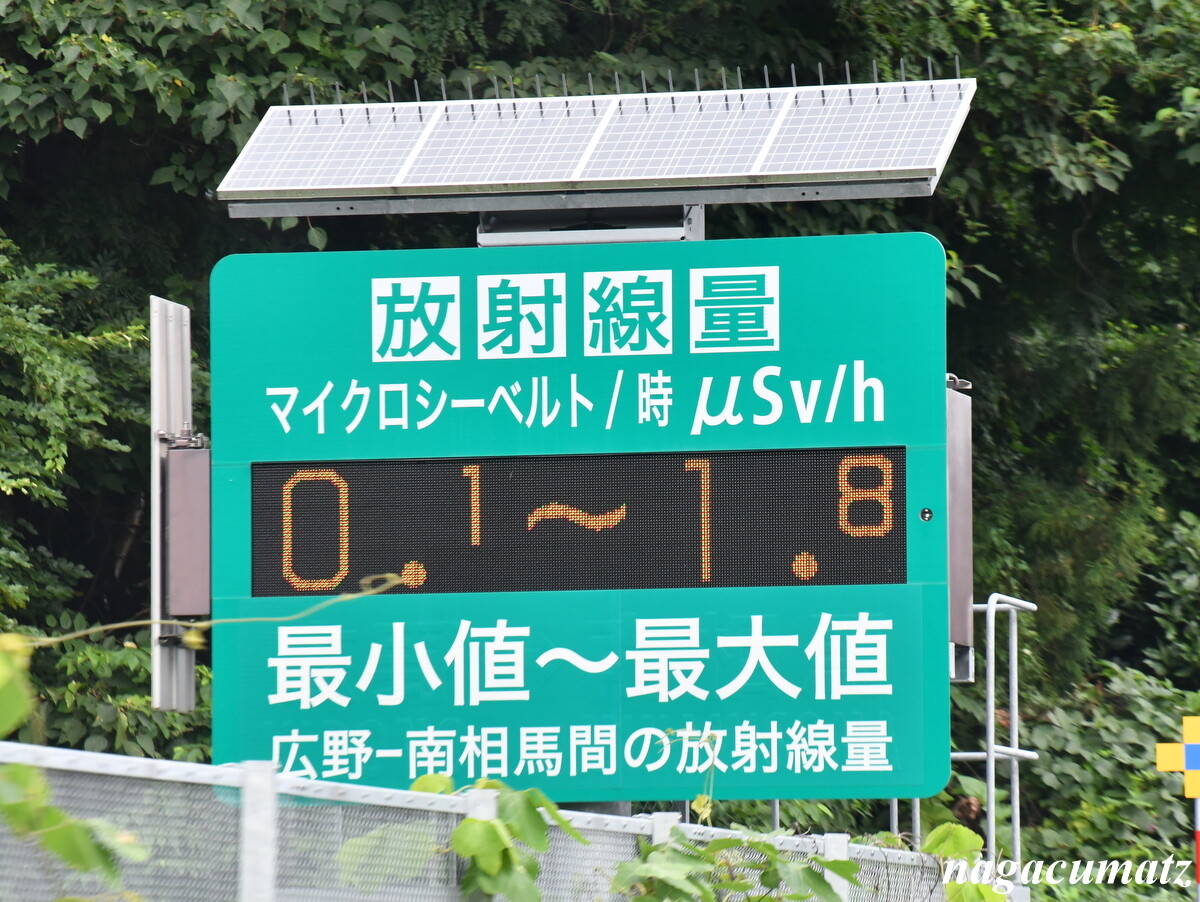 放射線量
マイクロシーベルト/時 μSv/h
0.1～1.8
最小値～最大値
広野ー南相馬間の放射線量
nagacumatz